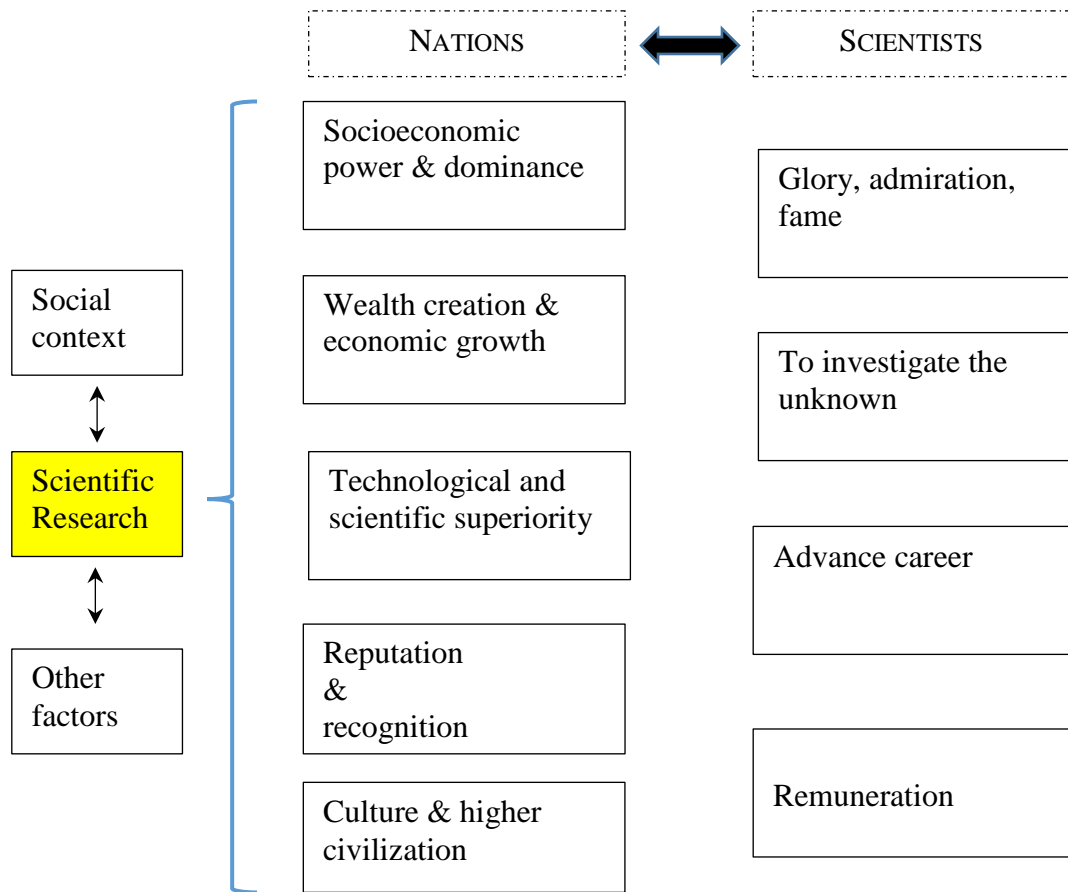 NATIONS
SCIENTISTS
Social
context
Scientific
Research
Other
factors
Socioeconomic
power & dominance
Wealth creation &
economic growth
Technological and
scientific superiority
Reputation
&
recognition
Culture & higher
civilization
Glory, admiration,
fame
To investigate the
unknown
Advance career
Remuneration